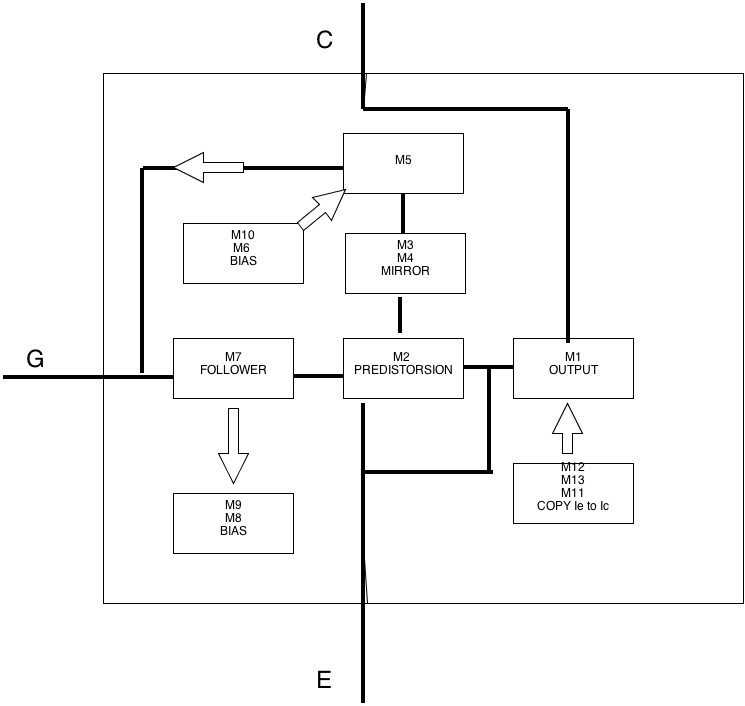 C
M5
M10
M6
BIAS
M3
M4
MIRROR
G
M7
FOLLOWER
M2
PREDISTORSION
M1
OUTPUT
M12
M13
M11
COPY Ie to Ic
M9
M8
BIAS
E